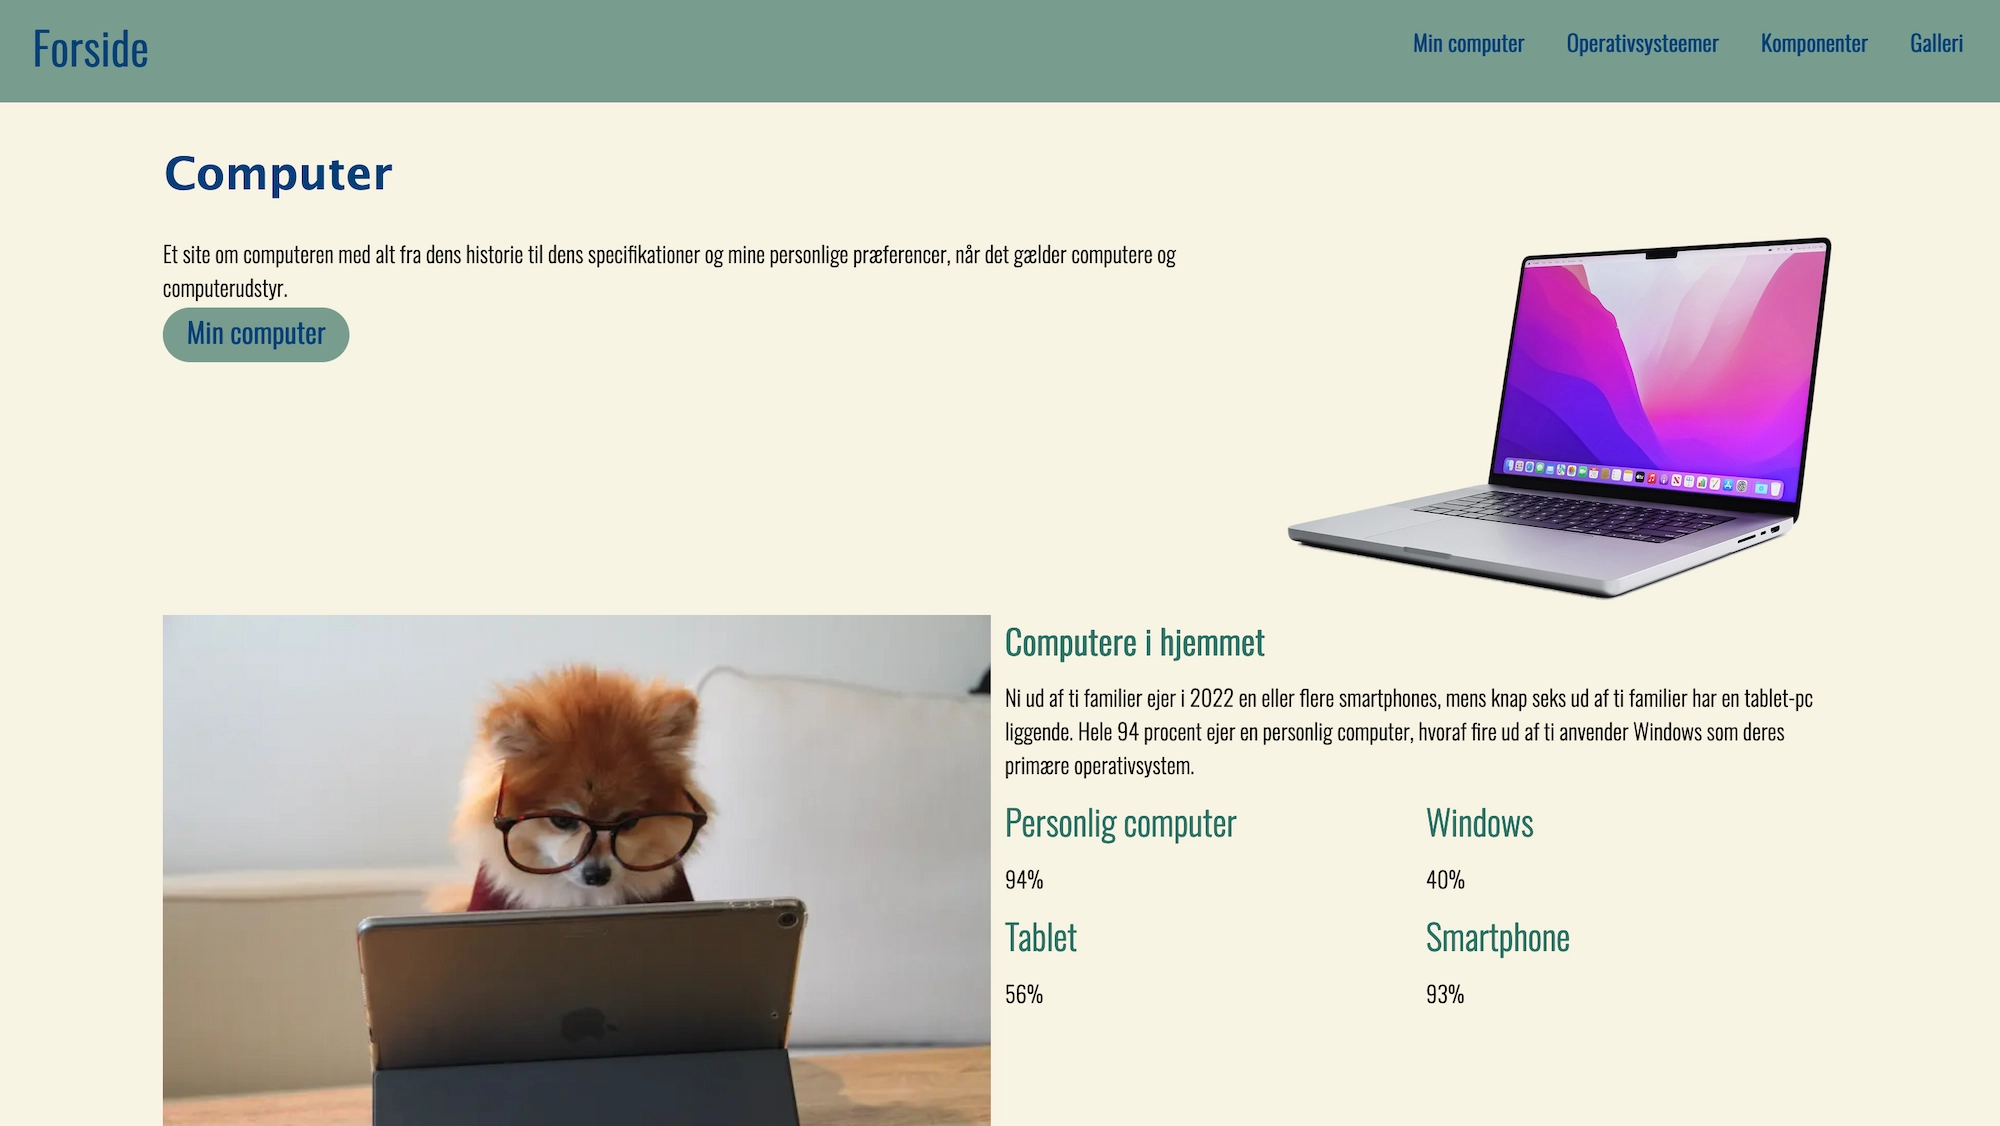 Forside
Min computer
Operativsysteemer
Komponenter
Galleri
Computer
Et site om computeren med alt fra dens historie til dens specifikationer og mine personlige præferencer, når det gælder computere og
computerudstyr.
Min computer
Computere i hjemmet
Ni ud af ti familier ejer i 2022 en eller flere smartphones, mens knap seks ud af ti familier har en tablet-pc
liggende. Hele 94 procent ejer en personlig computer, hvoraf fire ud af ti anvender Windows som deres
primære operativsystem.
Personlig computer
94%
Windows
40%
Tablet
56%
Smartphone
93%